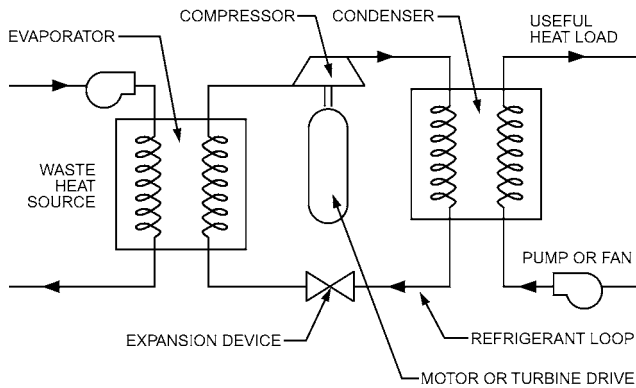 COMPRESSOR
CONDENSER
USEFUL
HEAT LOAD
EVAPORATOR
WASTE
HEAT
SOURCE
PUMP OR FAN
EXPANSION DEVICE
REFRIGERANT LOOP
MOTOR OR TURBINE DRIVE